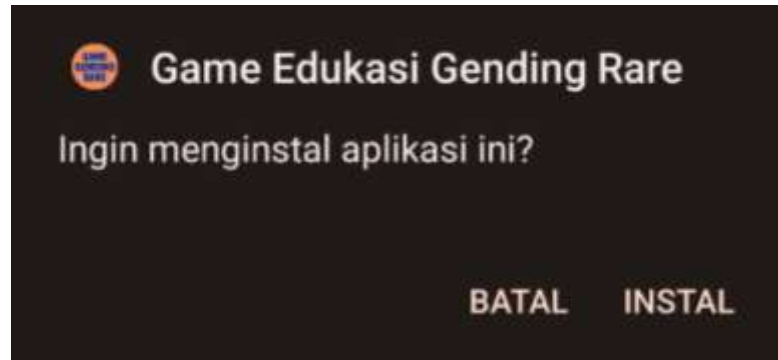 Game Edukasi Gending Rare
Ingin menginstal aplikasi ini?
BATAL INSTAL